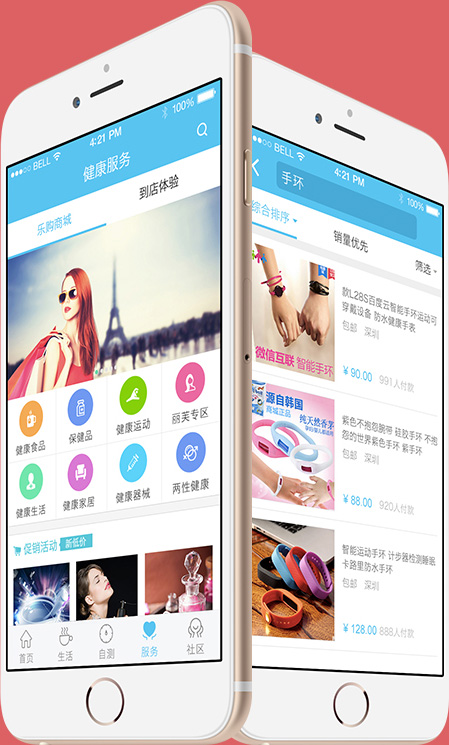 ●●●○○ BELL
4:21 PM
100%
健康服务
乐购商城
到店体验
健康食品
保健品
健康运动
丽芙专区
健康生活
健康家居
健康器械
两性健康
促销活动
新低价
首页
生活
自测
服务
社区
●●●○○ BELL
4:21 PM
100%
手环
综合排序
销量优先
筛选
微信互联 智能手环
款L28S百度云智能手环运动可
穿戴设备 防水健康手表
包邮 深圳
¥ 90.00 991人付款
源自韩国
商城正品
纯天然香茅
紫色不抱怨腕带 硅胶手环 不抱
怨的世界紫色手环 紫手环
包邮 深圳
¥ 88.00 920人付款
智能运动手环 计步器检测睡眠
卡路里防水手环
包邮 深圳
¥ 128.00 888人付款